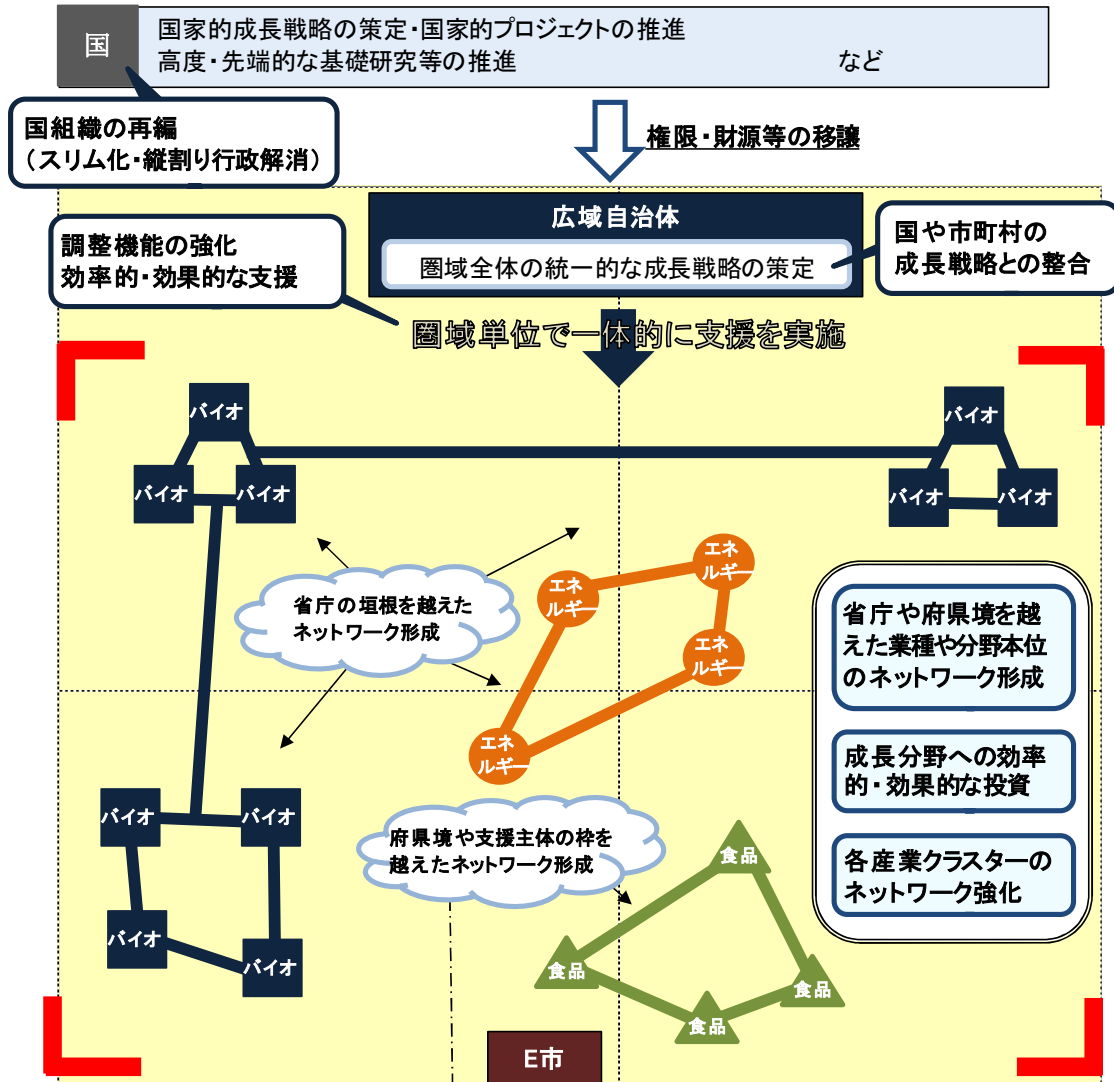 国
国家的成長戦略の策定・国家的プロジェクトの推進
高度・先端的な基礎研究等の推進 など
国組織の再編
（スリム化・縦割り行政解消）
権限・財源等の移譲
広域自治体
圏域全体の統一的な成長戦略の策定
国や市町村の
成長戦略との整合
調整機能の強化
効率的・効果的な支援
圏域単位で一体的に支援を実施
バイオ
バイオ
バイオ
バイオ
バイオ
バイオ
エネ
ルギー
エネ
ルギー
エネ
ルギー
エネ
ルギー
省庁の垣根を越えた
ネットワーク形成
省庁や府県境を越
えた業種や分野本位
のネットワーク形成
成長分野への効率
的・効果的な投資
各産業クラスターの
ネットワーク強化
バイオ
バイオ
バイオ
バイオ
府県境や支援主体の枠を
越えたネットワーク形成
食品
食品
食品
食品
E市